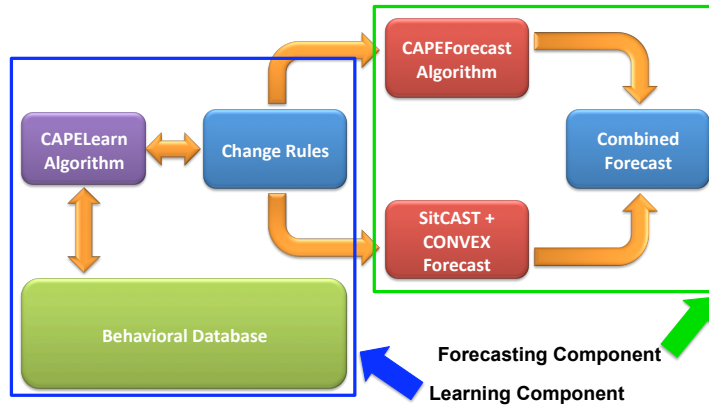 CAPEForecast
Algorithm
CAPELearn
Algorithm
Change Rules
Combined
Forecast
SitCAST +
CONVEX
Forecast
Behavioral Database
Forecasting Component
Learning Component